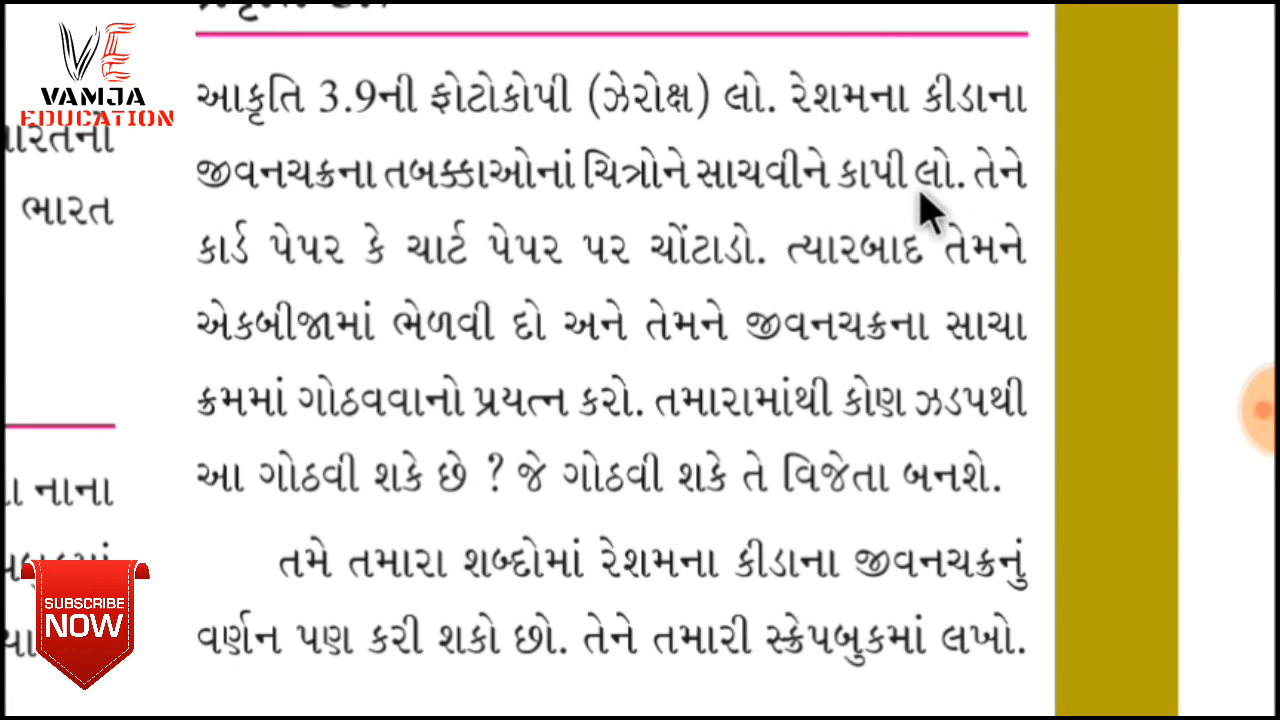 VE
VAMJA
EDUCATION
ભારત
નાના
આકૃતિ 3.9ની ફોટોકોપી (ઝેરોક્ષ) લો. રેશમના કીડાના
જીવનચક્રના તબક્કાઓનાં ચિત્રોને સાચવીને કાપી લો. તેને
કાર્ડ પેપર કે ચાર્ટ પેપર પર ચોંટાડો. ત્યારબાદ તેમને
એકબીજામાં ભેળવી દો અને તેમને જીવનચક્રના સાચા
ક્રમમાં ગોઠવવાનો પ્રયત્ન કરો. તમારામાંથી કોણ ઝડપથી
આ ગોઠવી શકે છે ? જે ગોઠવી શકે તે વિજેતા બનશે.
તમે તમારા શબ્દોમાં રેશમના કીડાના જીવનચક્રનું
વર્ણન પણ કરી શકો છો. તેને તમારી સ્ક્રેપબુકમાં લખો.
SUBSCRIBE
NOW